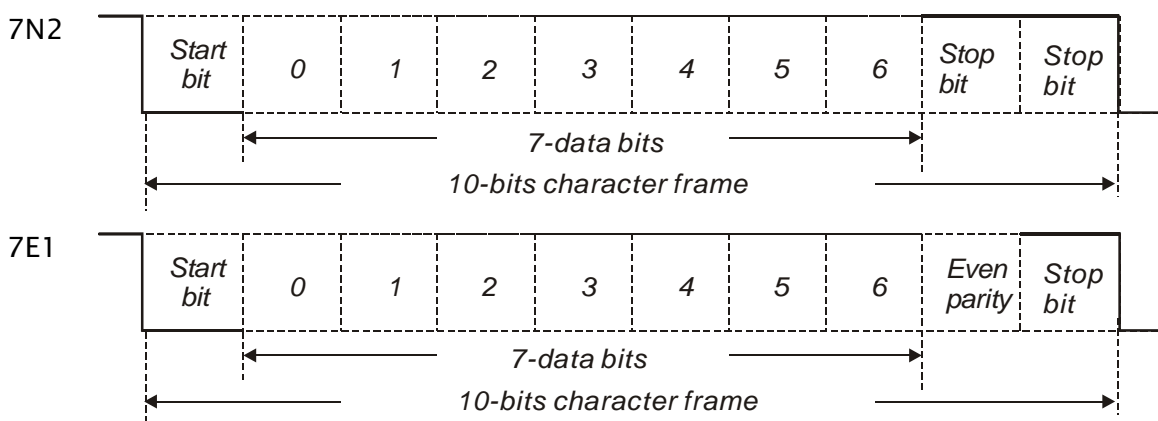 7N2
Start bit 0 1 2 3 4 5 6 Stop bit Stop bit
7-data bits
10-bits character frame
7E1
Start bit 0 1 2 3 4 5 6 Even parity Stop bit
7-data bits
10-bits character frame